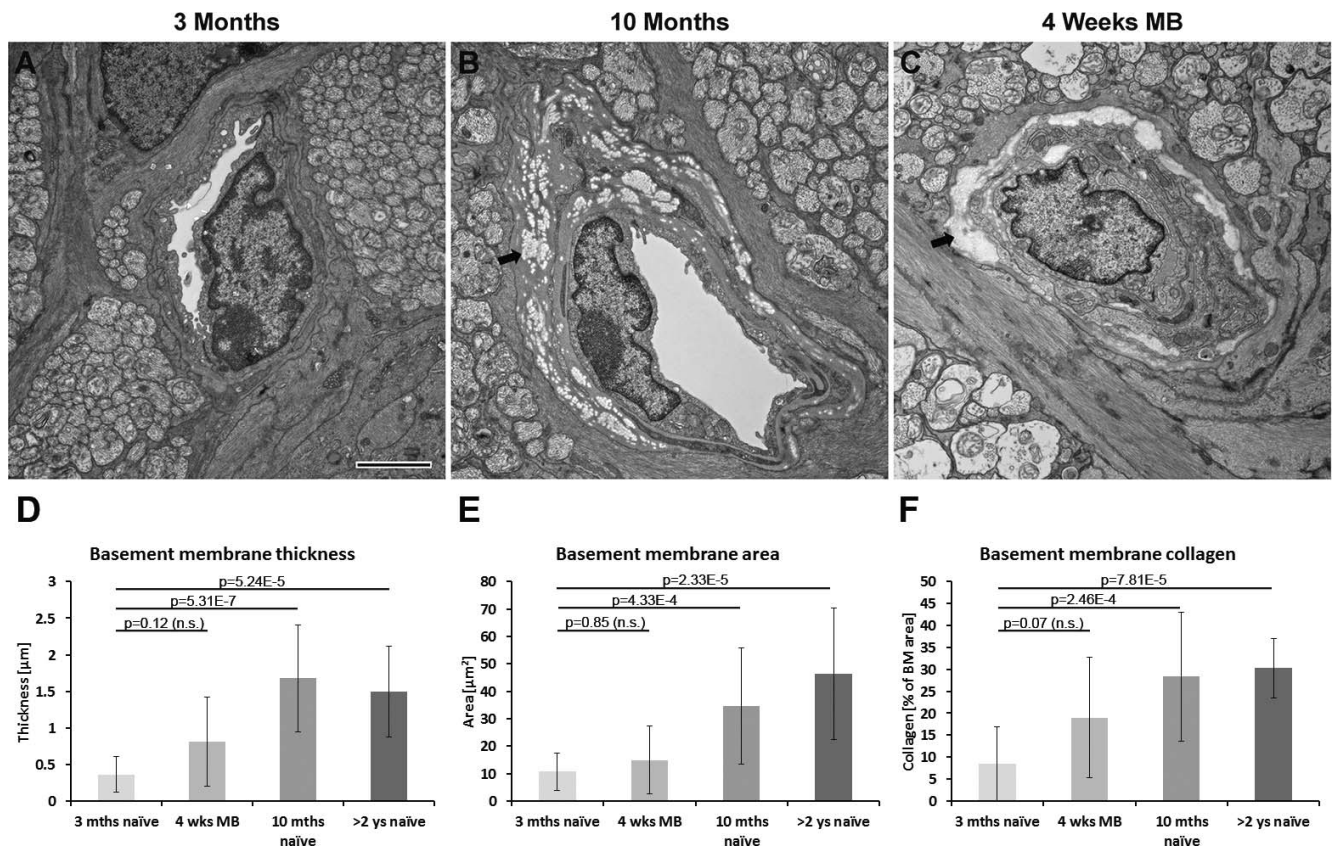 3 Months
10 Months
4 Weeks MB
A
B
C
D
Basement membrane thickness
Thickness [µm]
3
2.5
2
1.5
1
0.5
0
p=5.24E-5
p=5.31E-7
p=0.12 (n.s.)
3 mths naïve
4 wks MB
10 mths
naïve
>2 ys naïve
E
Basement membrane area
Area [µm²]
80
70
60
50
40
30
20
10
0
p=2.33E-5
p=4.33E-4
p=0.85 (n.s.)
3 mths naïve
4 wks MB
10 mths
naïve
>2 ys naïve
F
Basement membrane collagen
Collagen [% of BM area]
50
45
40
35
30
25
20
15
10
5
0
p=7.81E-5
p=2.46E-4
p=0.07 (n.s.)
3 mths naïve
4 wks MB
10 mths
naïve
>2 ys naïve